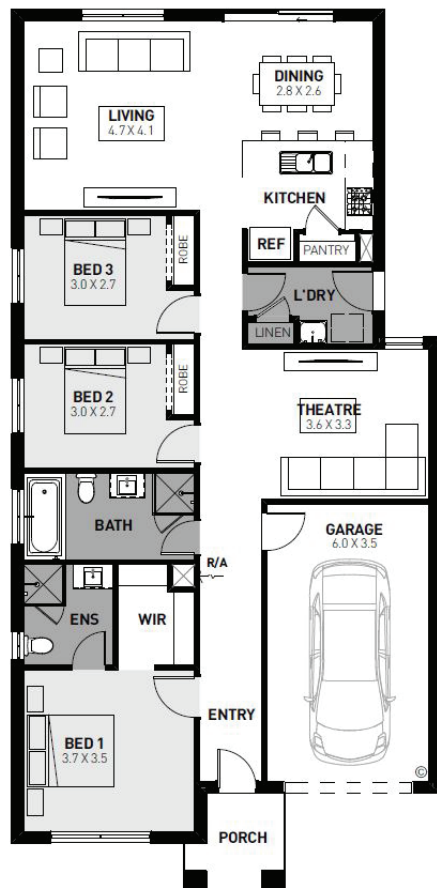 DINING
2.8 X 2.6
LIVING
4.7 X 4.1
KITCHEN
REF
PANTRY
BED 3
3.0 X 2.7
ROBE
L'DRY
LINEN
BED 2
3.0 X 2.7
ROBE
THEATRE
3.6 X 3.3
BATH
GARAGE
6.0 X 3.5
R/A
ENS
WIR
ENTRY
BED 1
3.7 X 3.5
©
PORCH